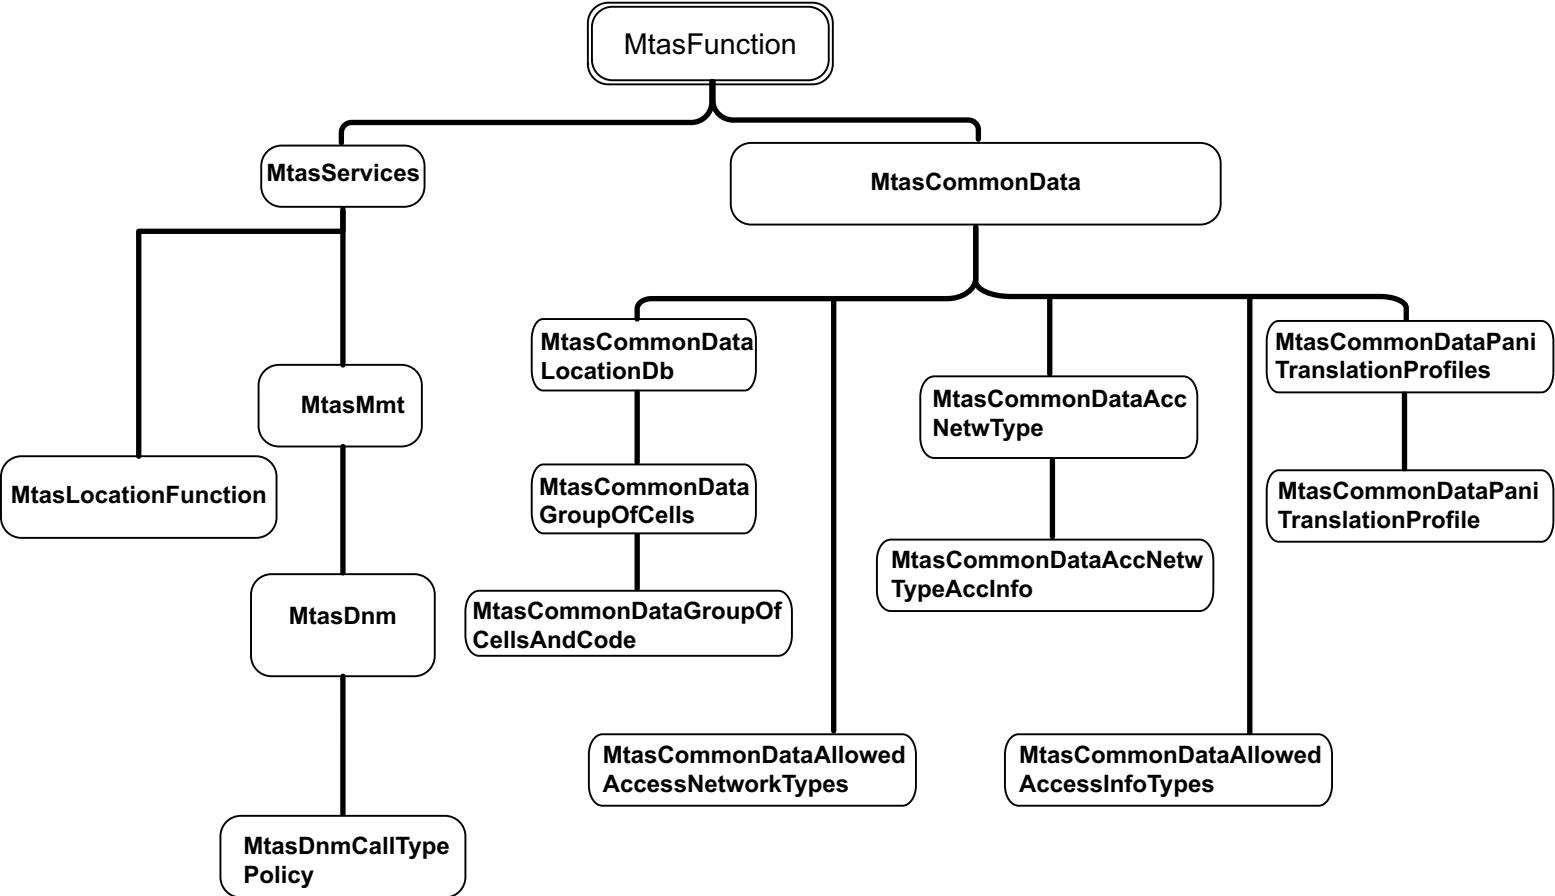 MtasFunction
MtasServices
MtasCommonData
MtasCommonData
LocationDb
MtasCommonDataPani
TranslationProfiles
MtasMmt
MtasCommonDataAcc
NetwType
MtasLocationFunction
MtasCommonData
GroupOfCells
MtasCommonDataPani
TranslationProfile
MtasCommonDataAccNetw
TypeAccInfo
MtasDnm
MtasCommonDataGroupOf
CellsAndCode
MtasCommonDataAllowed
AccessNetworkTypes
MtasCommonDataAllowed
AccessInfoTypes
MtasDnmCallType
Policy